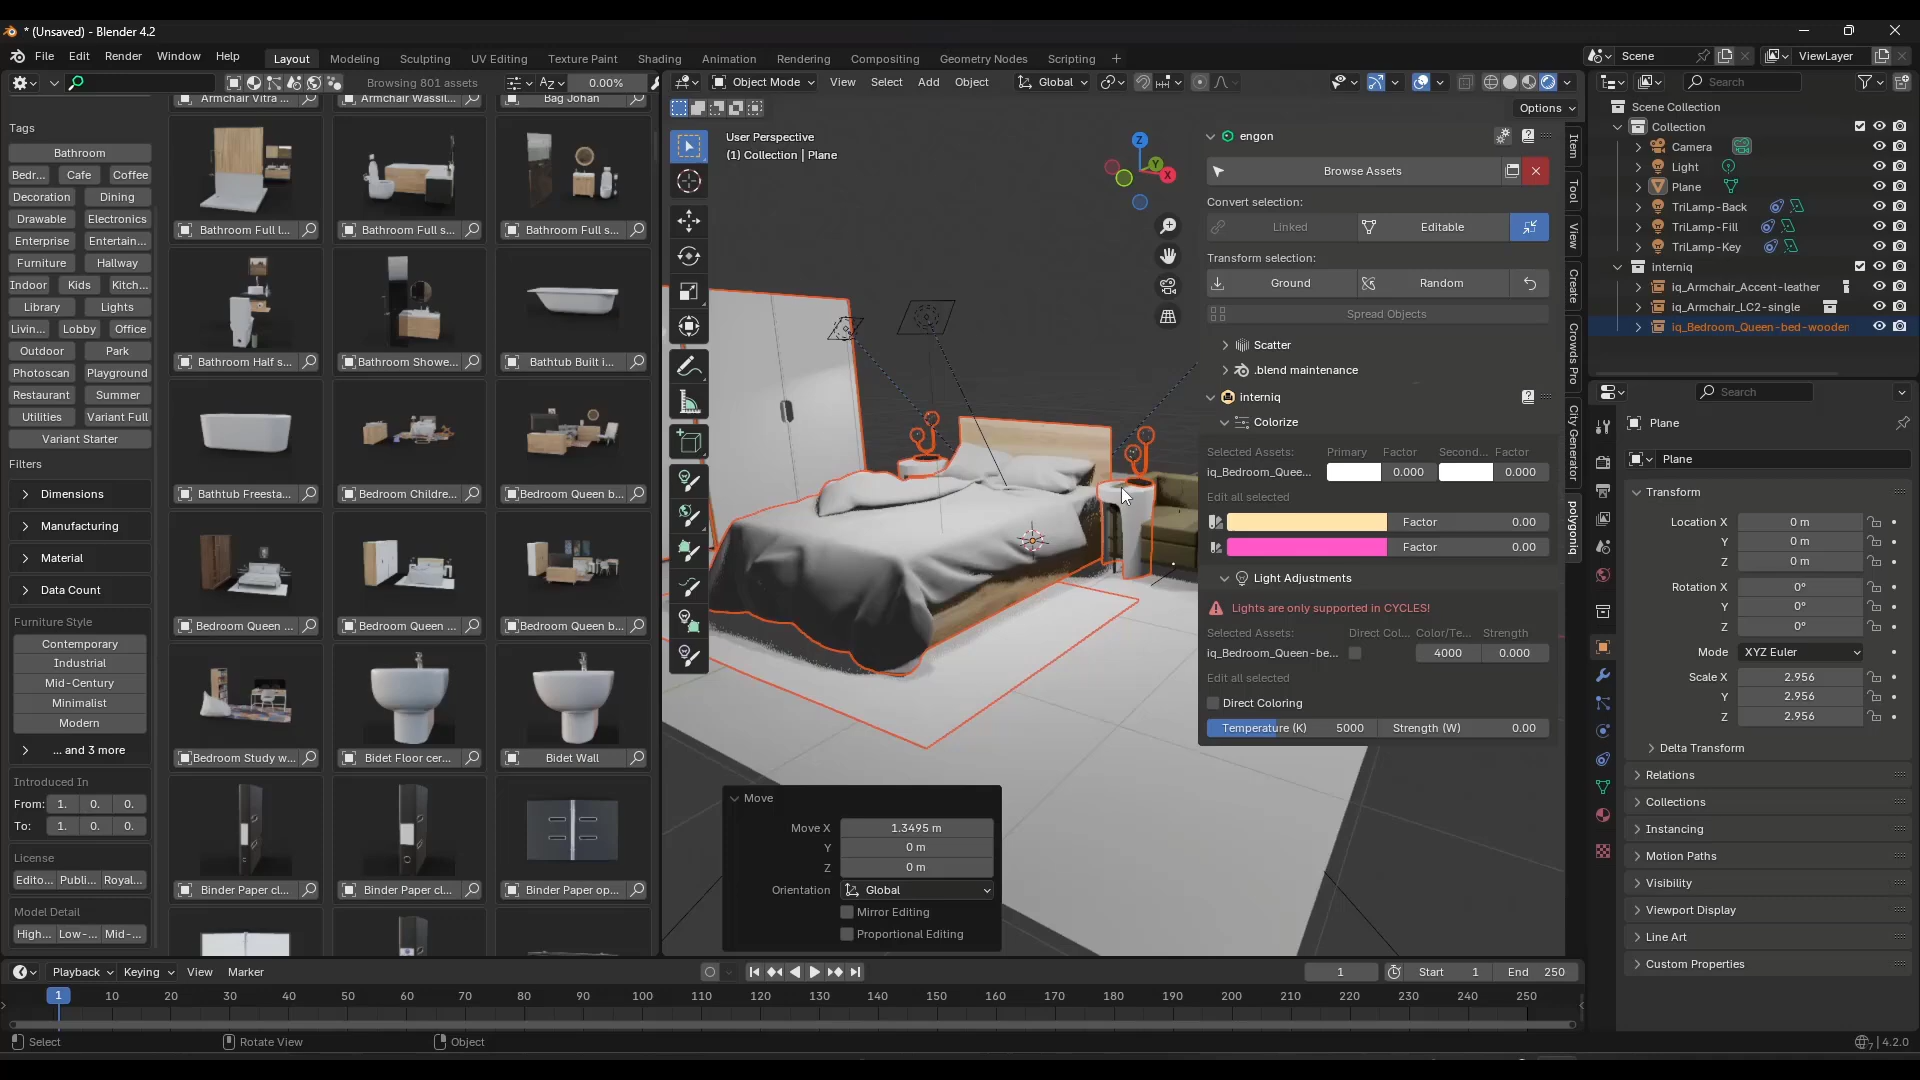 * (Unsaved) - Blender 4.2
File Edit Render Window Help
Layout Modeling Sculpting UV Editing Texture Paint Shading Animation Rendering Compositing Geometry Nodes Scripting +
Scene
ViewLayer
Browsing 801 assets
0.00%
Object Mode View Select Add Object
Global
Options
Search
Armchair Vitra ...
Armchair Wassil...
Bag Johan
Tags
Bathroom
Bedr... Cafe Coffee
Decoration Dining
Drawable Electronics
Enterprise Entertain...
Furniture Hallway
Indoor Kids Kitch...
Library Lights
Livin... Lobby Office
Outdoor Park
Photoscan Playground
Restaurant Summer
Utilities Variant Full
Variant Starter
Filters
Dimensions
Manufacturing
Material
Data Count
Furniture Style
Contemporary
Industrial
Mid-Century
Minimalist
Modern
... and 3 more
Introduced In
From: 1. 0. 0.
To: 1. 0. 0.
License
Edito... Publi... Royal...
Model Detail
High... Low-... Mid-...
Bathroom Full l...
Bathroom Full s...
Bathroom Full s...
Bathroom Half s...
Bathroom Showe...
Bathtub Built i...
Bathtub Freesta...
Bedroom Childre...
Bedroom Queen b...
Bedroom Queen ...
Bedroom Queen ...
Bedroom Queen b...
Bedroom Study w...
Bidet Floor cer...
Bidet Wall
Binder Paper cl...
Binder Paper cl...
Binder Paper op...
User Perspective
(1) Collection | Plane
Z
Y
X
engon
Browse Assets
Convert selection:
Linked
Editable
Transform selection:
Ground
Random
Spread Objects
Scatter
.blend maintenance
interniq
Colorize
Selected Assets: Primary Factor Second... Factor
iq_Bedroom_Quee... 0.000 0.000
Edit all selected
Factor 0.00
Factor 0.00
Light Adjustments
Lights are only supported in CYCLES!
Selected Assets: Direct Col... Color/Te... Strength
iq_Bedroom_Queen-be... 4000 0.000
Edit all selected
Direct Coloring
Temperature (K) 5000 Strength (W) 0.00
Item
Tool
View
Create
Crowds Pro
City Generator
polygoniq
Move
Move X 1.3495 m
Y 0 m
Z 0 m
Orientation Global
Mirror Editing
Proportional Editing
Scene Collection
Collection
Camera
Light
Plane
TriLamp-Back
TriLamp-Fill
TriLamp-Key
interniq
iq_Armchair_Accent-leather
iq_Armchair_LC2-single
iq_Bedroom_Queen-bed-wooden
Search
Plane
Plane
Transform
Location X 0 m
Y 0 m
Z 0 m
Rotation X 0°
Y 0°
Z 0°
Mode XYZ Euler
Scale X 2.956
Y 2.956
Z 2.956
Delta Transform
Relations
Collections
Instancing
Motion Paths
Visibility
Viewport Display
Line Art
Custom Properties
Playback Keying View Marker
1 Start 1 End 250
1 10 20 30 40 50 60 70 80 90 100 110 120 130 140 150 160 170 180 190 200 210 220 230 240 250
Select Rotate View Object
7 4.2.0